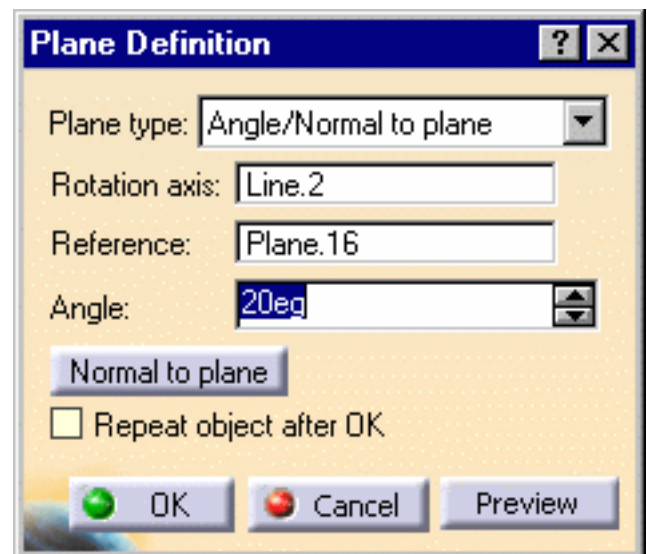 Plane Definition
Plane type: Angle/Normal to plane
Rotation axis: Line.2
Reference: Plane.16
Angle: 20eg
Normal to plane
Repeat object after OK
OK Cancel Preview